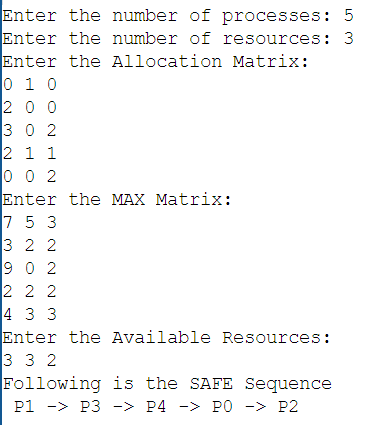 Enter the number of processes: 5
Enter the number of resources: 3
Enter the Allocation Matrix:
0 1 0
2 0 0
3 0 2
2 1 1
0 0 2
Enter the MAX Matrix:
7 5 3
3 2 2
9 0 2
2 2 2
4 3 3
Enter the Available Resources:
3 3 2
Following is the SAFE Sequence
P1 -> P3 -> P4 -> P0 -> P2